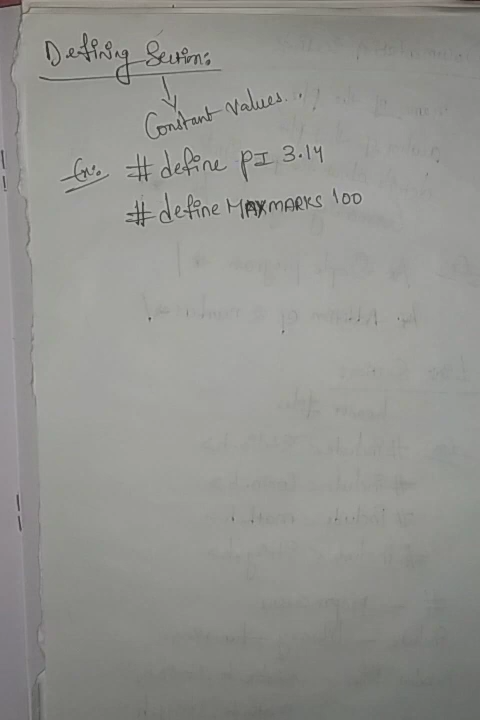 Defining Section:
Constant Values..
Ex:. # define PI 3.14
# define MAXMARKS 100